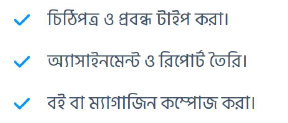 চিঠিপত্র ও প্রবন্ধ টাইপ করা।
অ্যাসাইনমেন্ট ও রিপোর্ট তৈরি।
বই বা ম্যাগাজিন কম্পোজ করা।